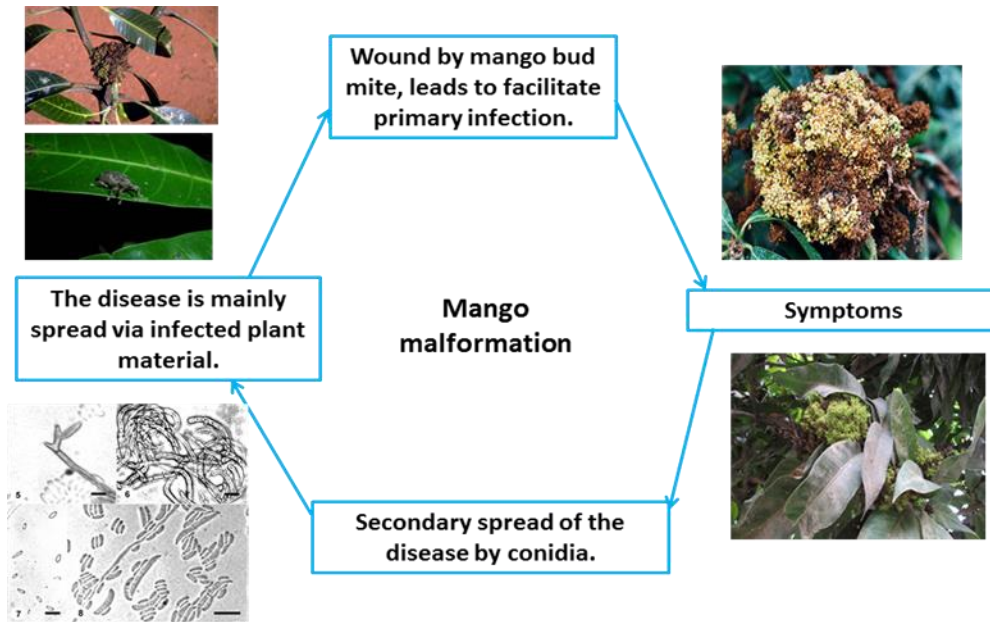 Wound by mango bud
mite, leads to facilitate
primary infection.
The disease is mainly
spread via infected plant
material.
Mango
malformation
Symptoms
5
6
7
8
Secondary spread of the
disease by conidia.